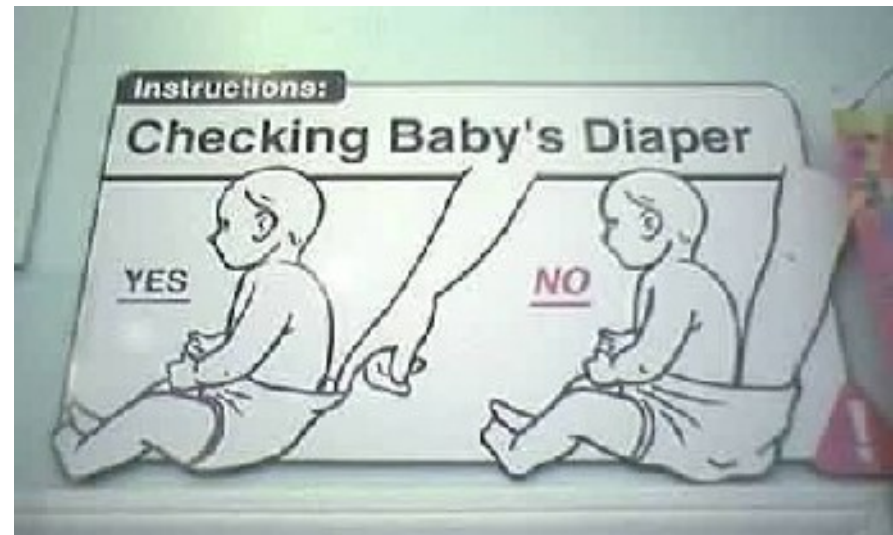 Instructions:
Checking Baby's Diaper
YES
NO
!